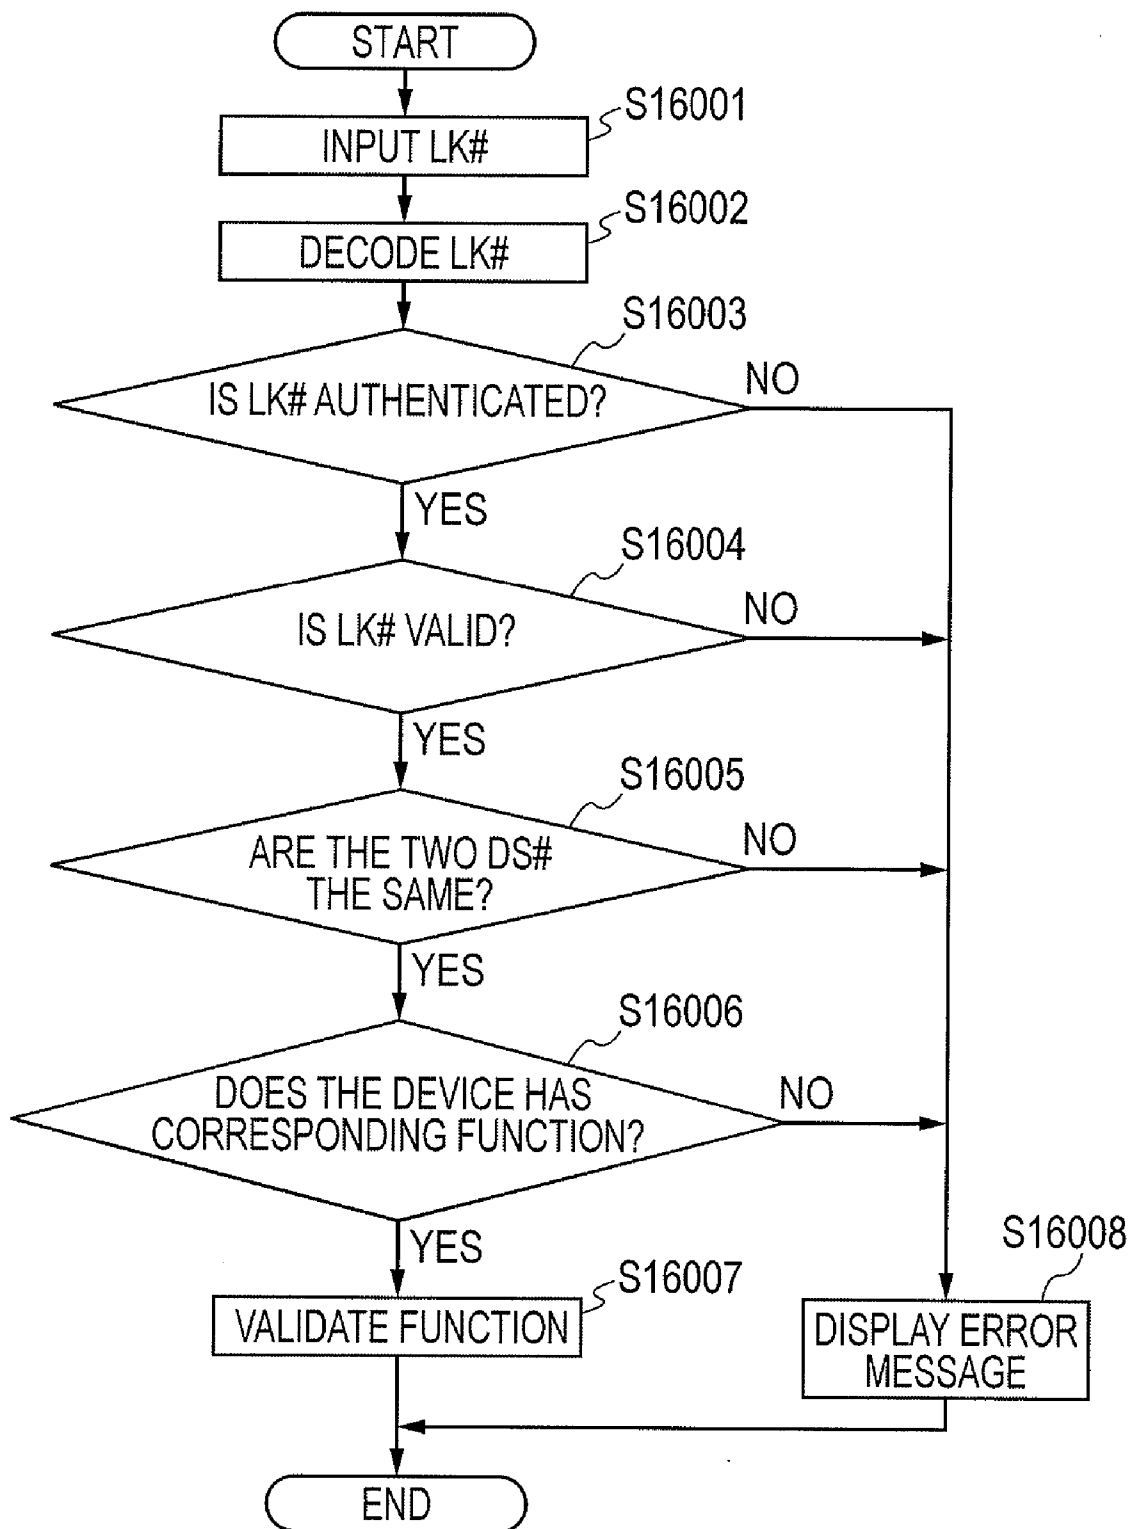 START
S16001
INPUT LK#
S16002
DECODE LK#
S16003
IS LK# AUTHENTICATED?
NO
YES
S16004
IS LK# VALID?
NO
YES
S16005
ARE THE TWO DS#
THE SAME?
NO
YES
S16006
DOES THE DEVICE HAS
CORRESPONDING FUNCTION?
NO
YES
S16007
VALIDATE FUNCTION
S16008
DISPLAY ERROR
MESSAGE
END